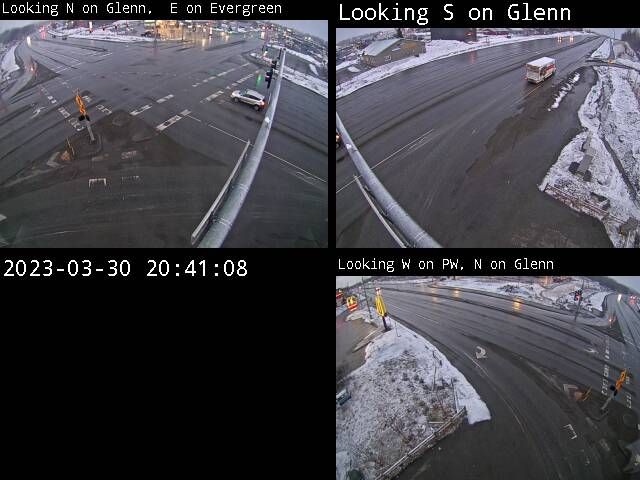 Looking N on Glenn, E on Evergreen
Looking S on Glenn
2023-03-30 20:41:08
Looking W on PW, N on Glenn